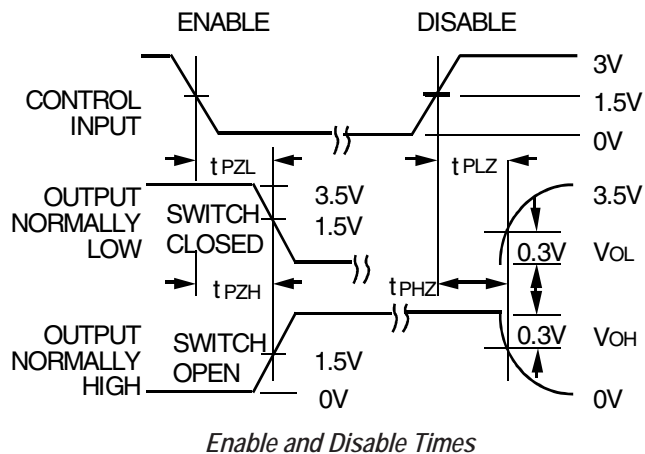 ENABLE DISABLE
3V
CONTROL
INPUT
1.5V
0V
tPZL tPLZ
OUTPUT
NORMALLY
LOW
SWITCH
CLOSED
3.5V
1.5V
3.5V
0.3V VOL
tPZH tPHZ
OUTPUT
NORMALLY
HIGH
SWITCH
OPEN
1.5V
0V
0.3V VOH
0V
Enable and Disable Times